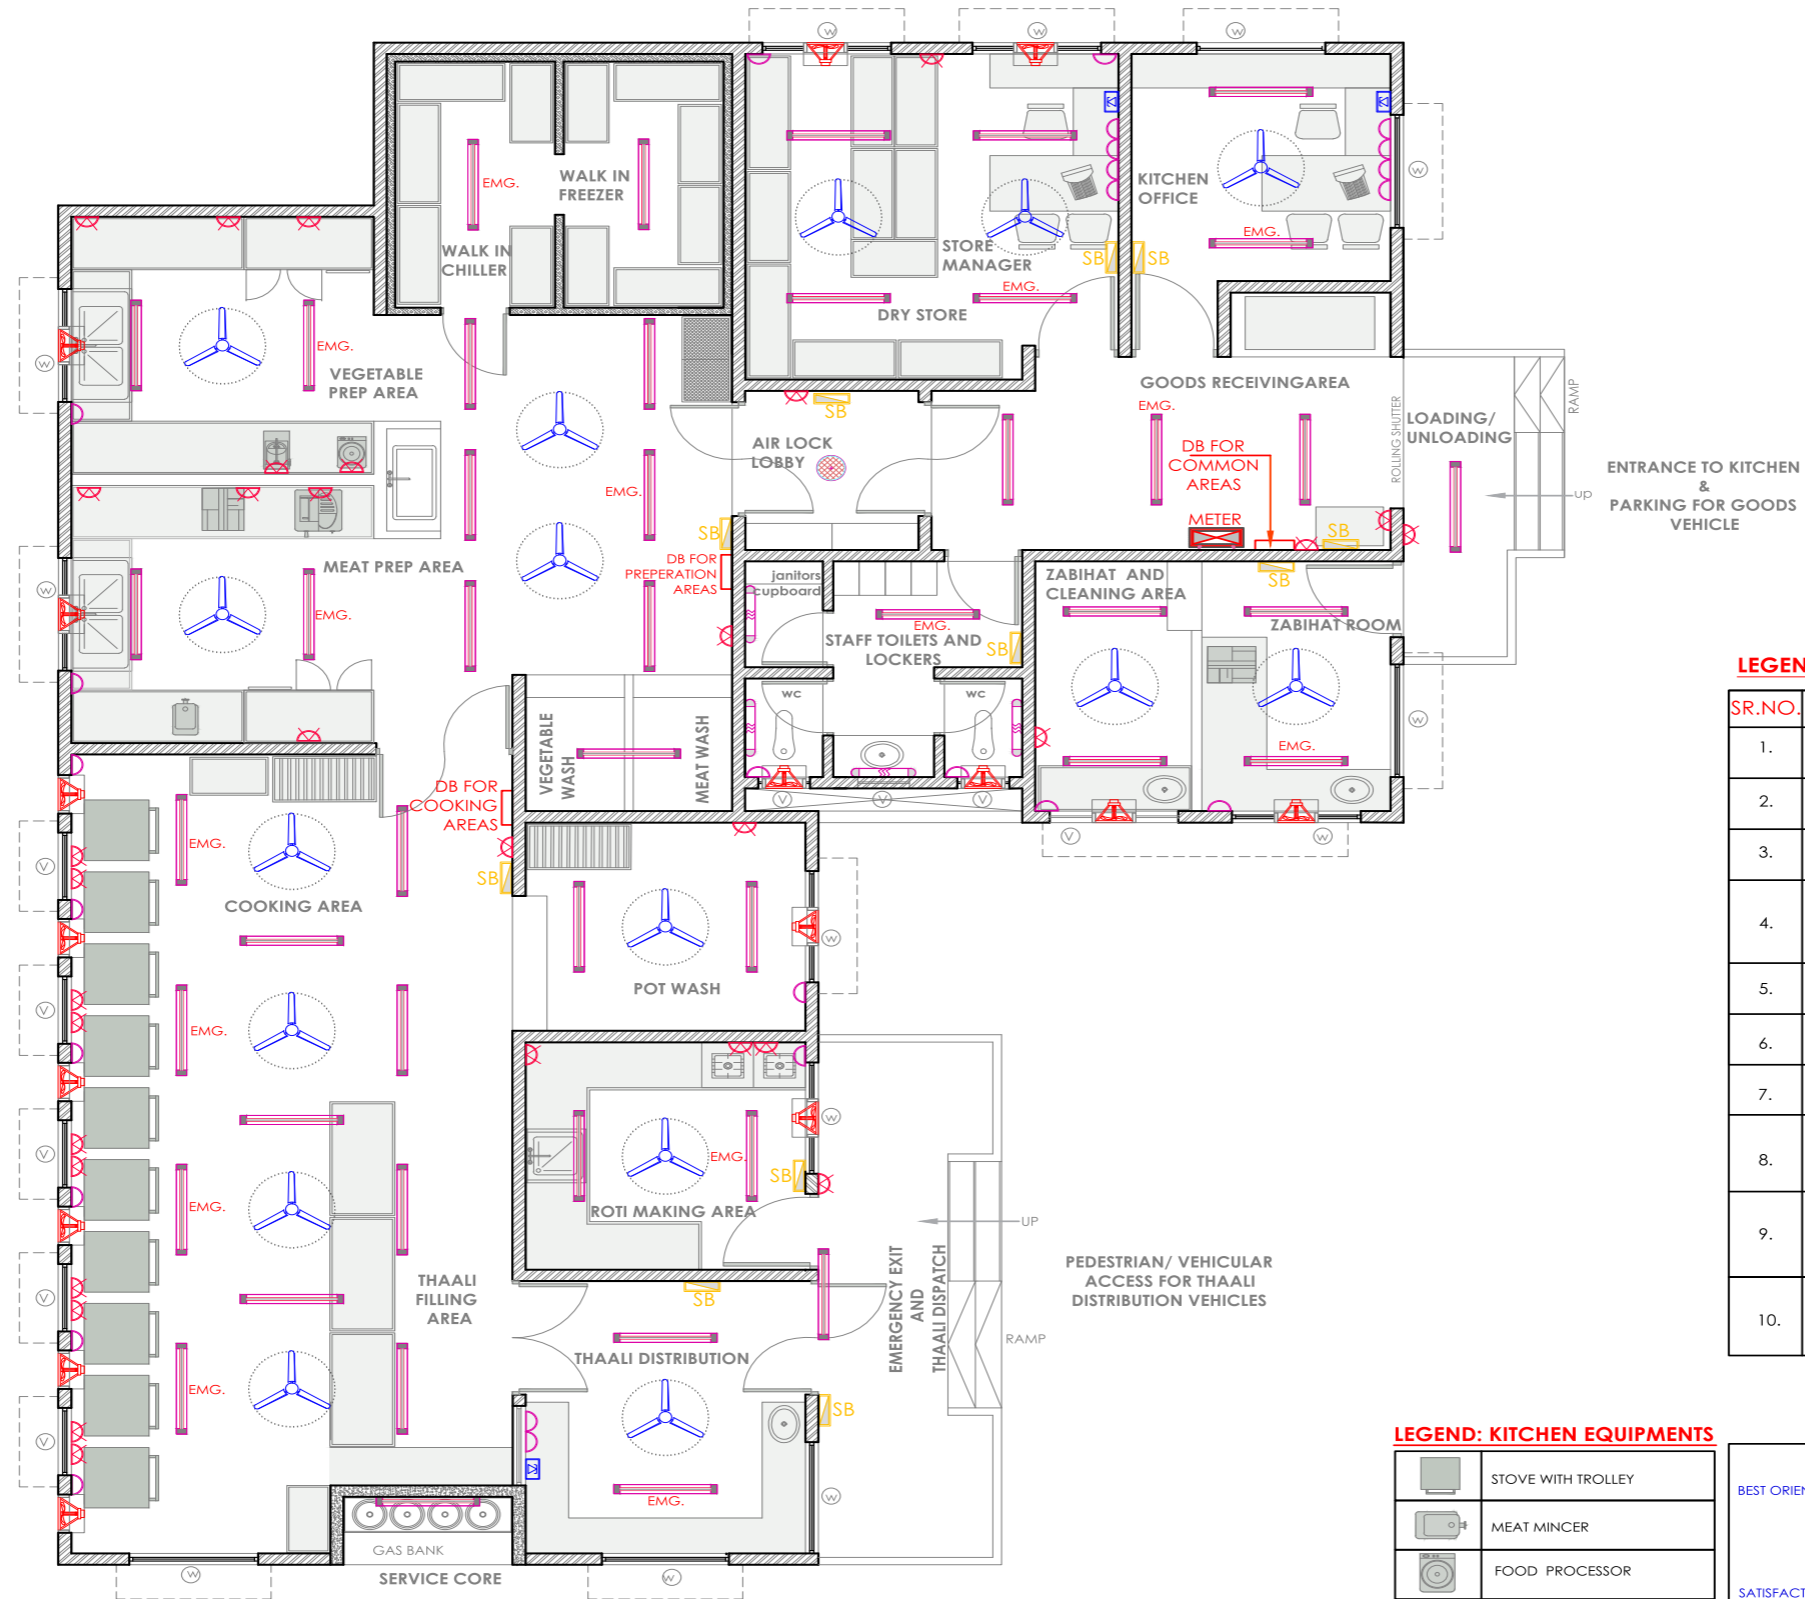 W
W
W
EMG.
WALK IN
FREEZER
WALK IN
CHILLER
STORE
MANAGER
EMG.
DRY STORE
SB
SB
KITCHEN
OFFICE
EMG.
W
W
EMG.
VEGETABLE
PREP AREA
GOODS RECEIVINGAREA
EMG.
SB
AIR LOCK
LOBBY
DB FOR
COMMON
AREAS
METER
SB
ROLLING SHUTTER
LOADING/
UNLOADING
RAMP
UP
ENTRANCE TO KITCHEN
&
PARKING FOR GOODS
VEHICLE
EMG.
SB
DB FOR
PREPERATION
AREAS
MEAT PREP AREA
W
EMG.
janitors
cupboard
EMG.
STAFF TOILETS AND
LOCKERS
SB
ZABIHAT AND
CLEANING AREA
SB
ZABIHAT ROOM
EMG.
W
WC
WC
V
V
V
V
W
VEGETABLE
WASH
MEAT WASH
DB FOR
COOKING
AREAS
SB
EMG.
V
COOKING AREA
POT WASH
W
EMG.
V
V
EMG.
V
EMG.
V
W
EMG.
SB
ROTI MAKING AREA
THAALI
FILLING
AREA
SB
THAALI DISTRIBUTION
EMG.
SB
W
EMERGENCY EXIT
AND
THAALI DISPATCH
UP
RAMP
PEDESTRIAN/ VEHICULAR
ACCESS FOR THAALI
DISTRIBUTION VEHICLES
GAS BANK
SERVICE CORE
W
W
LEGEN
SR.NO.
1.
2.
3.
4.
5.
6.
7.
8.
9.
10.
LEGEND: KITCHEN EQUIPMENTS
STOVE WITH TROLLEY
MEAT MINCER
FOOD PROCESSOR
BEST ORIEN
SATISFACT